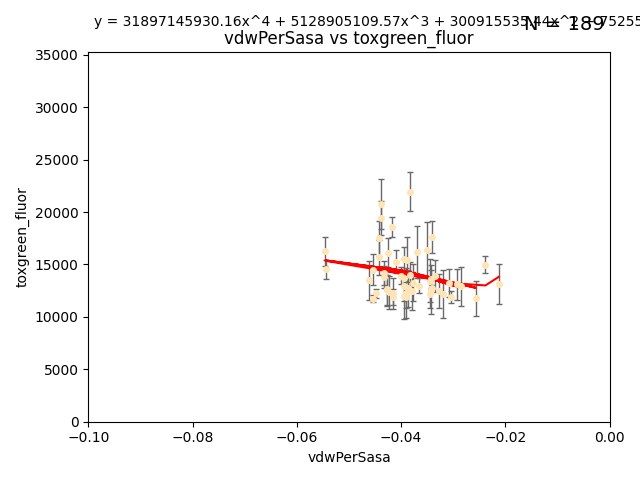 y = 31897145930.16x^4 + 5128905109.57x^3 + 300915535.44x^2 + 75255
N = 189
vdwPerSasa vs toxgreen_fluor
35000
30000
25000
20000
15000
10000
5000
0
toxgreen_fluor
−0.10
−0.08
−0.06
−0.04
−0.02
0.00
vdwPerSasa